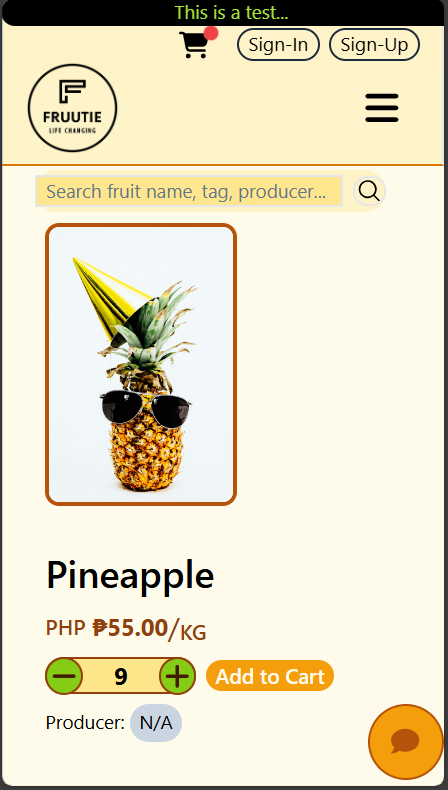 This is a test...
Sign-In
Sign-Up
F
FRUUTIE
LIFE CHANGING
Search fruit name, tag, producer...
Pineapple
PHP ₱55.00/KG
9
Add to Cart
Producer: N/A